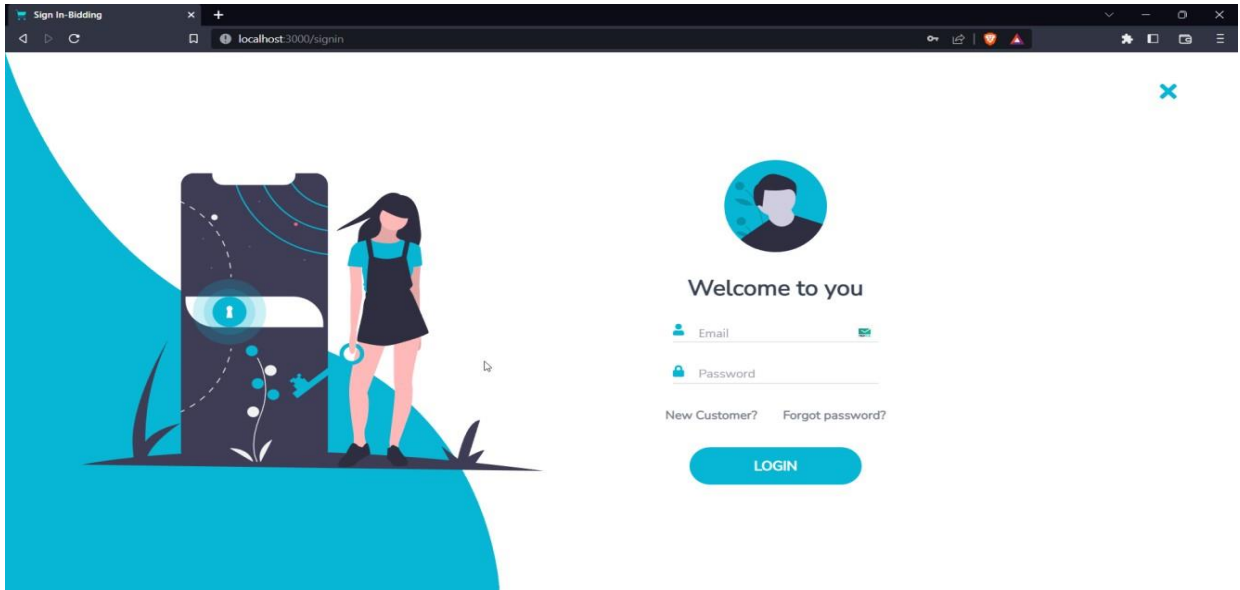 Sign In-Bidding
localhost:3000/signin
Welcome to you
Email
Password
New Customer? Forgot password?
LOGIN